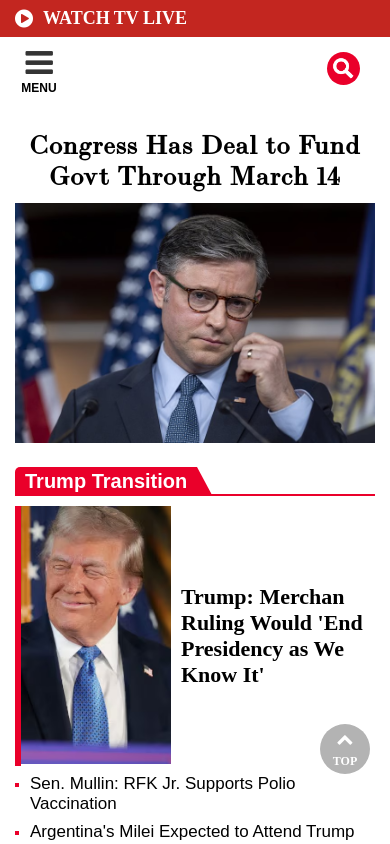 WATCH TV LIVE
MENU
Congress Has Deal to Fund
Govt Through March 14
Trump Transition
Trump: Merchan
Ruling Would 'End
Presidency as We
Know It'
TOP
Sen. Mullin: RFK Jr. Supports Polio
Vaccination
Argentina's Milei Expected to Attend Trump